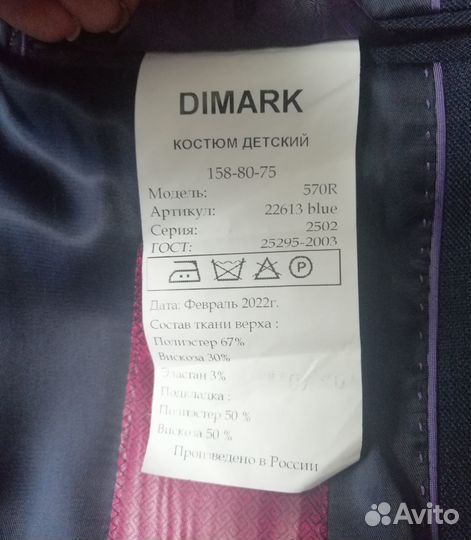 DIMARK
КОСТЮМ ДЕТСКИЙ
158-80-75
Модель: 570R
Артикул: 22613 blue
Серия: 2502
ГОСТ: 25295-2003
P
Дата: Февраль 2022г.
Состав ткани верха :
Полиэстер 67%
Вискоза 30%
Эластан 3%
Подкладка :
Полиэстер 50 %
Вискоза 50 %
Произведено в России
Avito